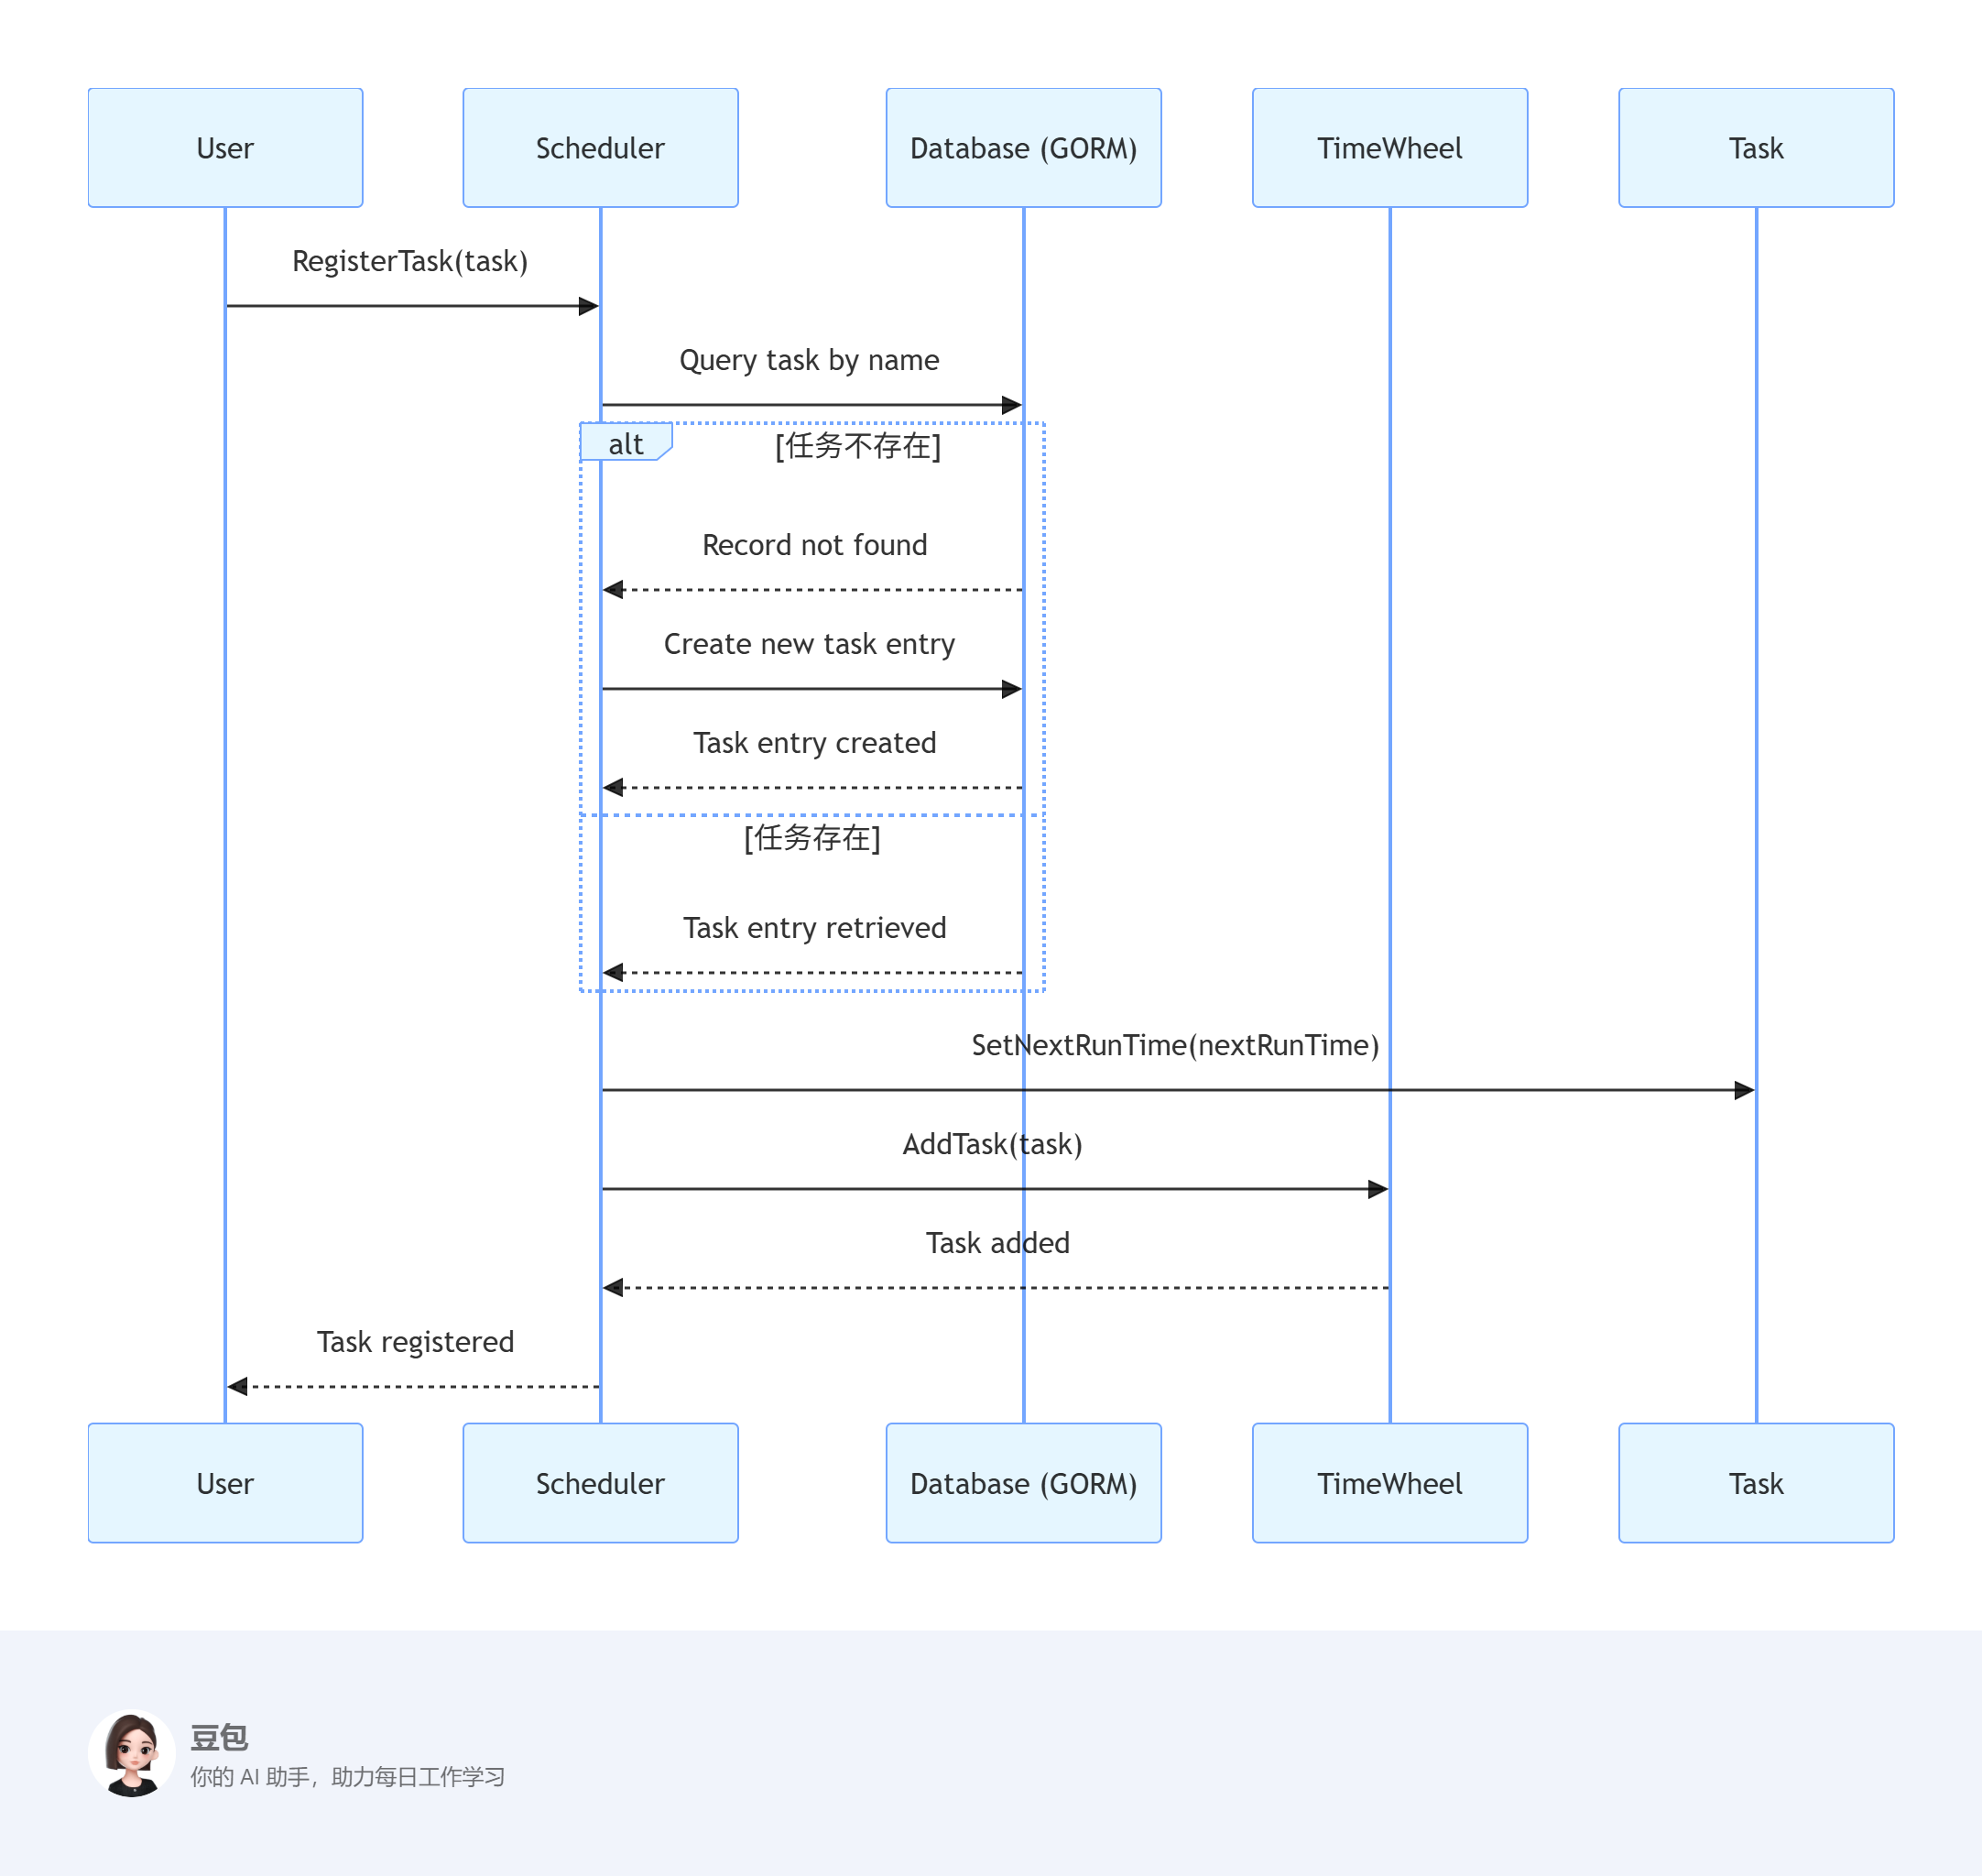 User
Scheduler
Database (GORM)
TimeWheel
Task
RegisterTask(task)
Query task by name
alt
[任务不存在]
Record not found
Create new task entry
Task entry created
[任务存在]
Task entry retrieved
SetNextRunTime(nextRunTime)
AddTask(task)
Task added
Task registered
User
Scheduler
Database (GORM)
TimeWheel
Task
豆包
你的 AI 助手，助力每日工作学习